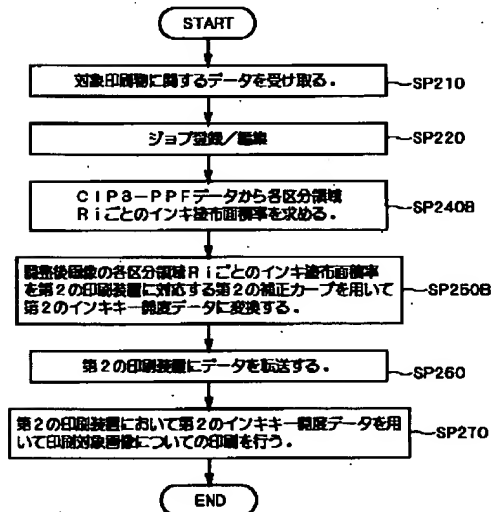 START
対象印刷物に関するデータを受け取る.
SP210
ジョブ登録/編集
SP220
CIP3-PPFデータから各区分領域
Riごとのインキ塗布面積率を求める.
SP240B
調整後画像の各区分領域Riごとのインキ塗布面積率
を第2の印刷装置に対応する第2の補正カーブを用いて
第2のインキキー開度データに変換する.
SP250B
第2の印刷装置にデータを転送する.
SP260
第2の印刷装置において第2のインキキー開度データを用
いて印刷対象画像についての印刷を行う.
SP270
END